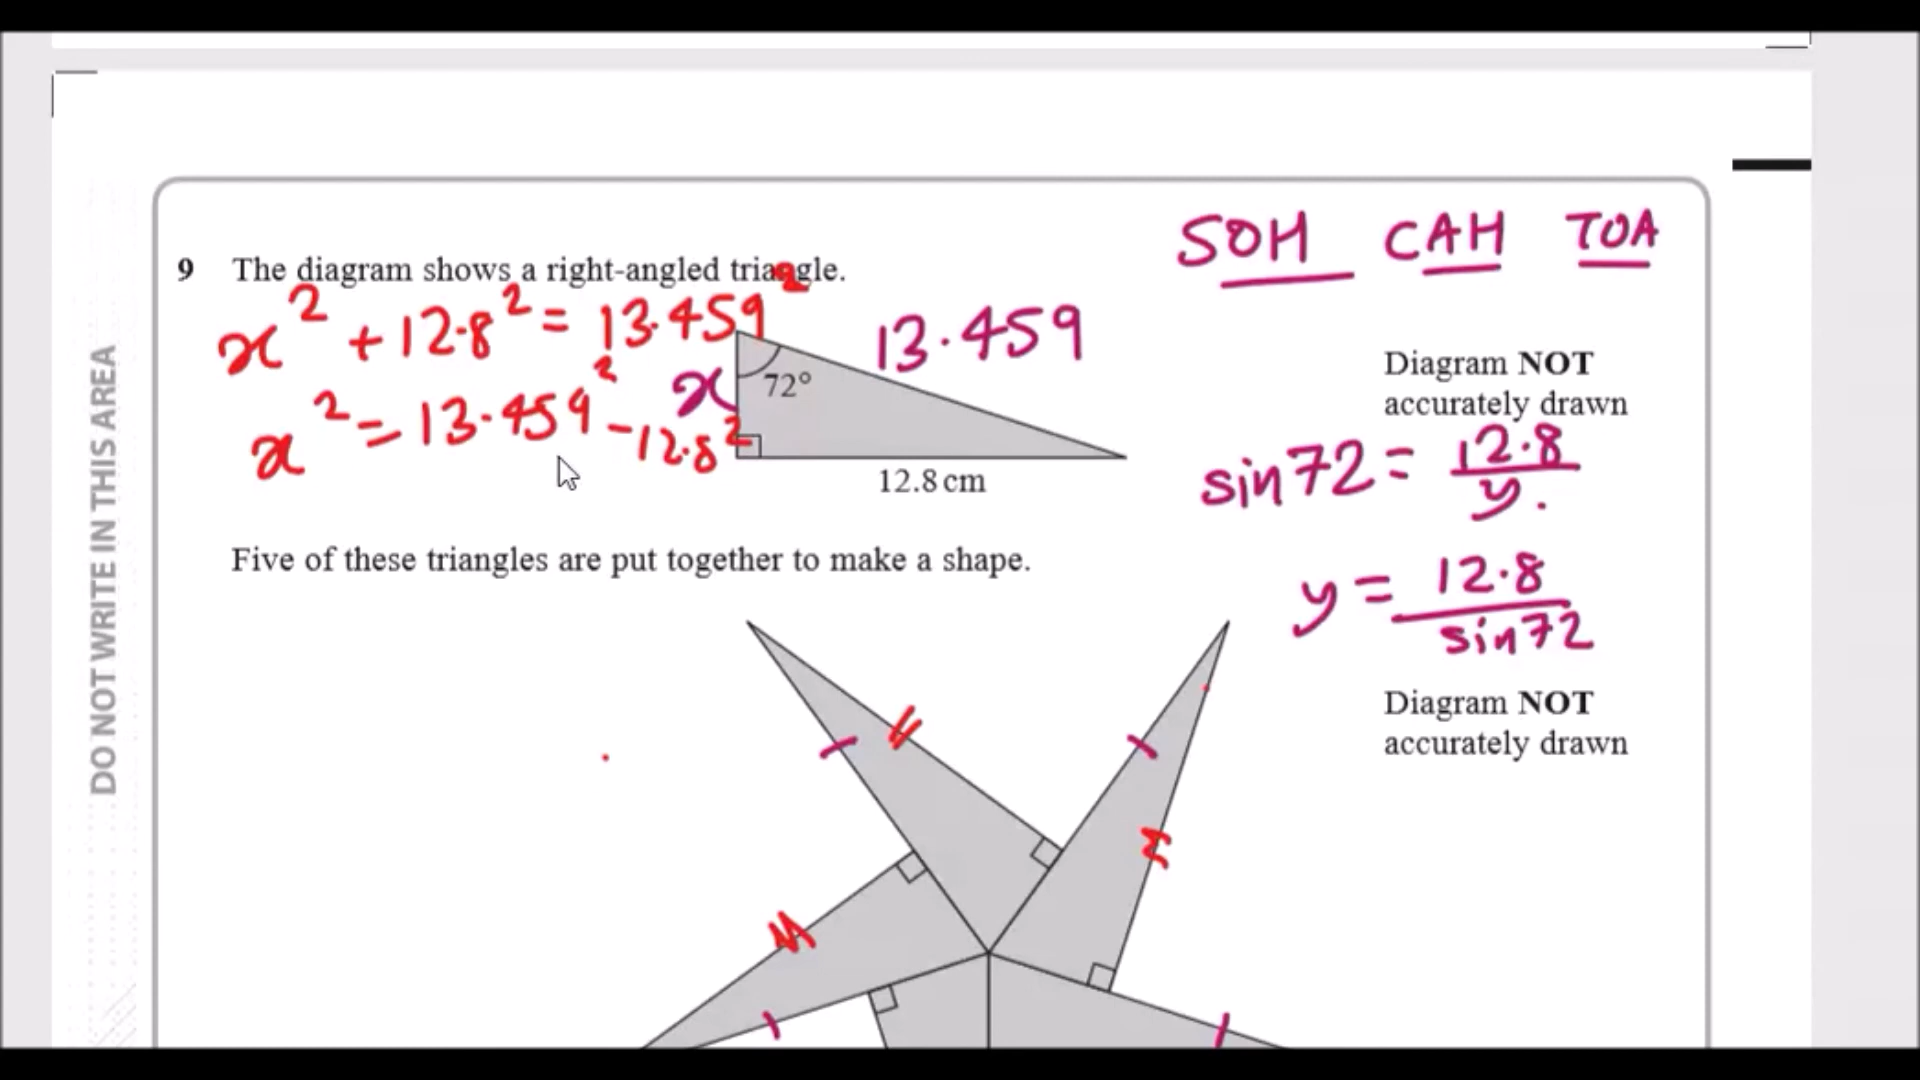 SOH CAH TOA
9 The diagram shows a right-angled triangle.
x² + 12.8² = 13.459²
13.459
Diagram NOT
accurately drawn
x
72°
x² = 13.459² - 12.8²
12.8 cm
sin72 = 12.8/y.
Five of these triangles are put together to make a shape.
y = 12.8/sin72
Diagram NOT
accurately drawn
DO NOT WRITE IN THIS AREA